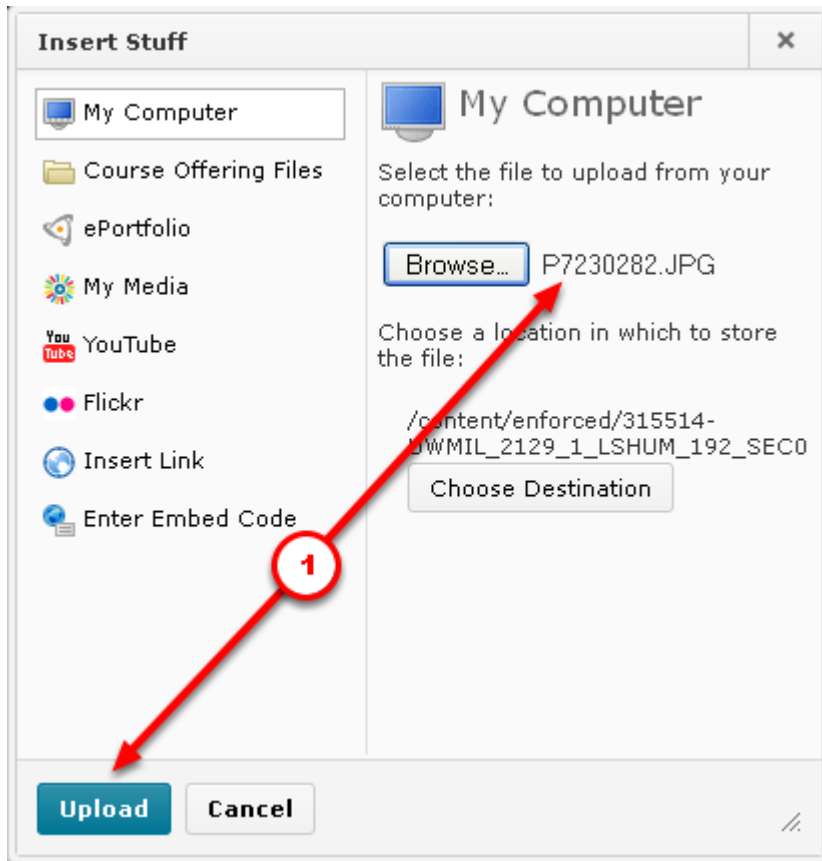 Insert Stuff
My Computer
Course Offering Files
ePortfolio
My Media
You Tube YouTube
Flickr
Insert Link
Enter Embed Code
My Computer
Select the file to upload from your
computer:
Browse... P7230282.JPG
Choose a location in which to store
the file:
/content/enforced/315514-
UWMIL_2129_1_LSHUM_192_SEC0
Choose Destination
1
Upload Cancel